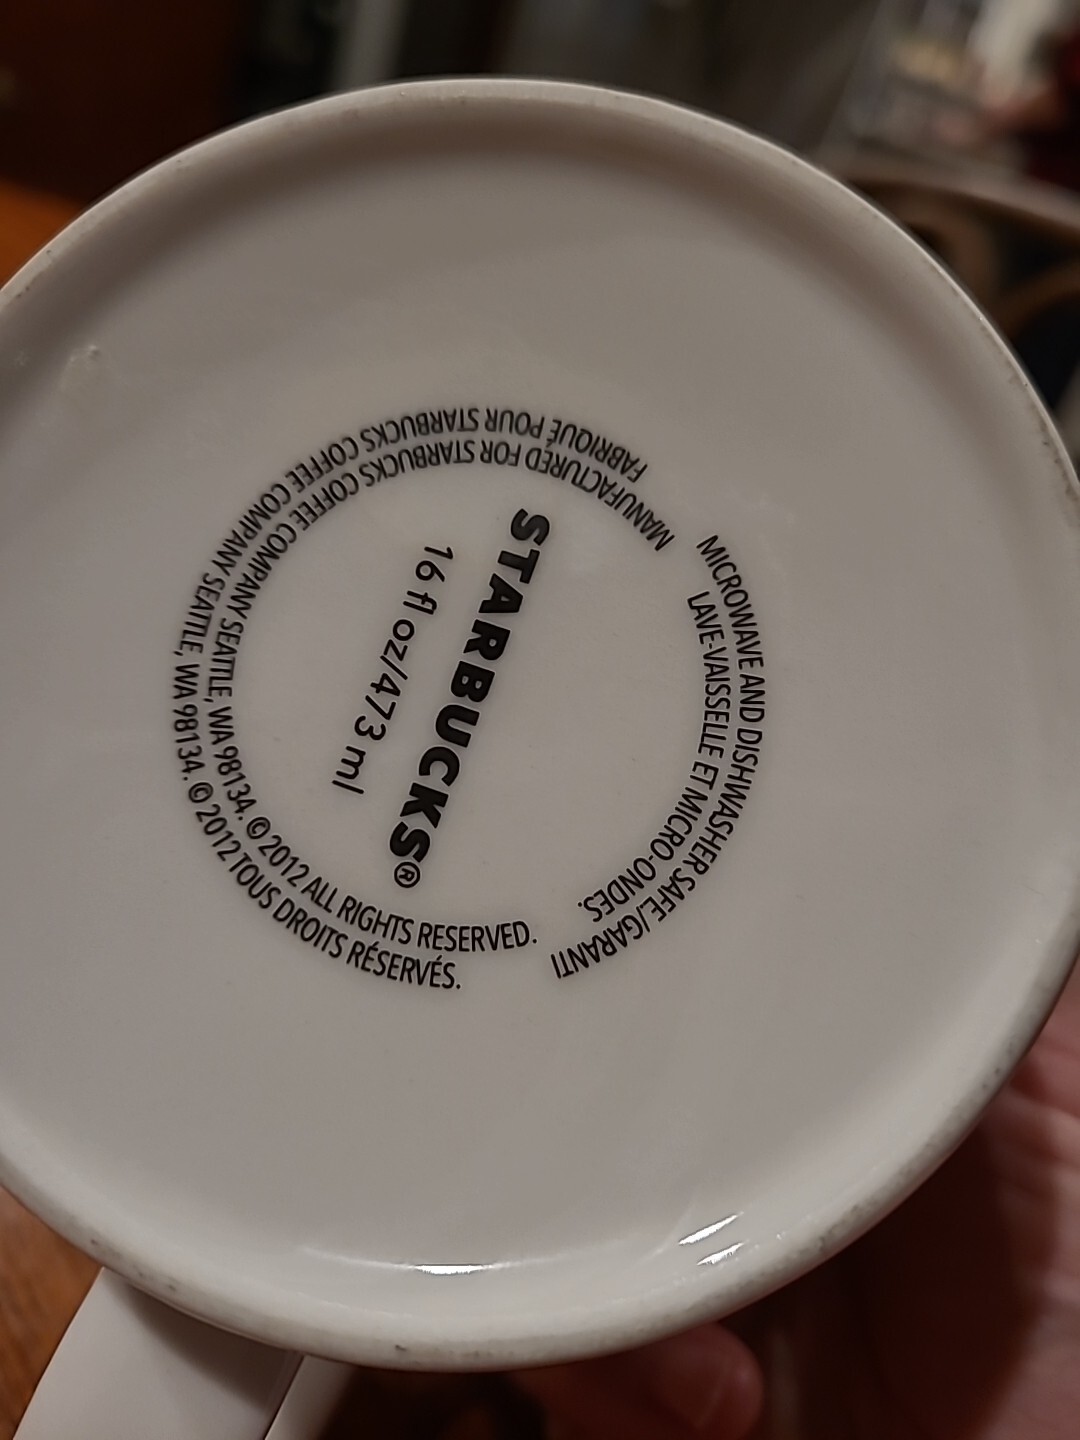 STARBUCKS®
16 fl oz/473 ml
MANUFACTURED FOR STARBUCKS COFFEE COMPANY SEATTLE, WA 98134. © 2012 ALL RIGHTS RESERVED.
FABRIQUÉ POUR STARBUCKS COFFEE COMPANY SEATTLE, WA 98134. © 2012 TOUS DROITS RÉSERVÉS.
MICROWAVE AND DISHWASHER SAFE./GARANTI
LAVE-VAISSELLE ET MICRO-ONDES.